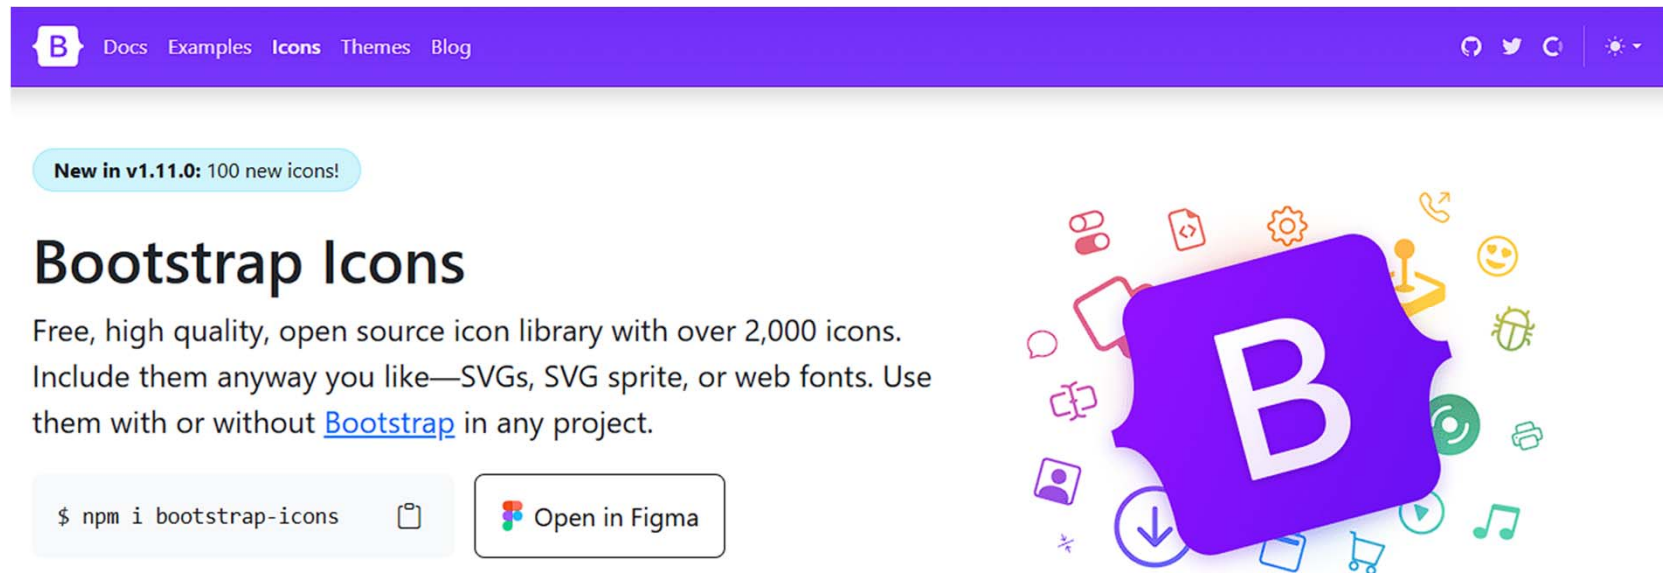 B Docs Examples Icons Themes Blog
New in v1.11.0: 100 new icons!
Bootstrap Icons
Free, high quality, open source icon library with over 2,000 icons.
Include them anyway you like—SVGs, SVG sprite, or web fonts. Use
them with or without Bootstrap in any project.
$ npm i bootstrap-icons
Open in Figma
B